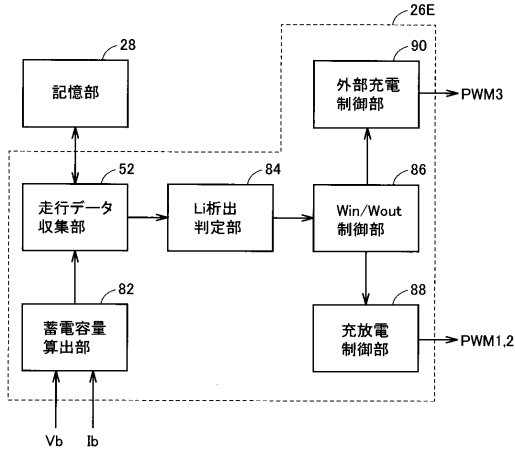 26E
28
記憶部
90
外部充電
制御部
PWM3
52
走行データ
収集部
84
Li析出
判定部
86
Win/Wout
制御部
82
蓄電容量
算出部
88
充放電
制御部
PWM1,2
Vb
Ib